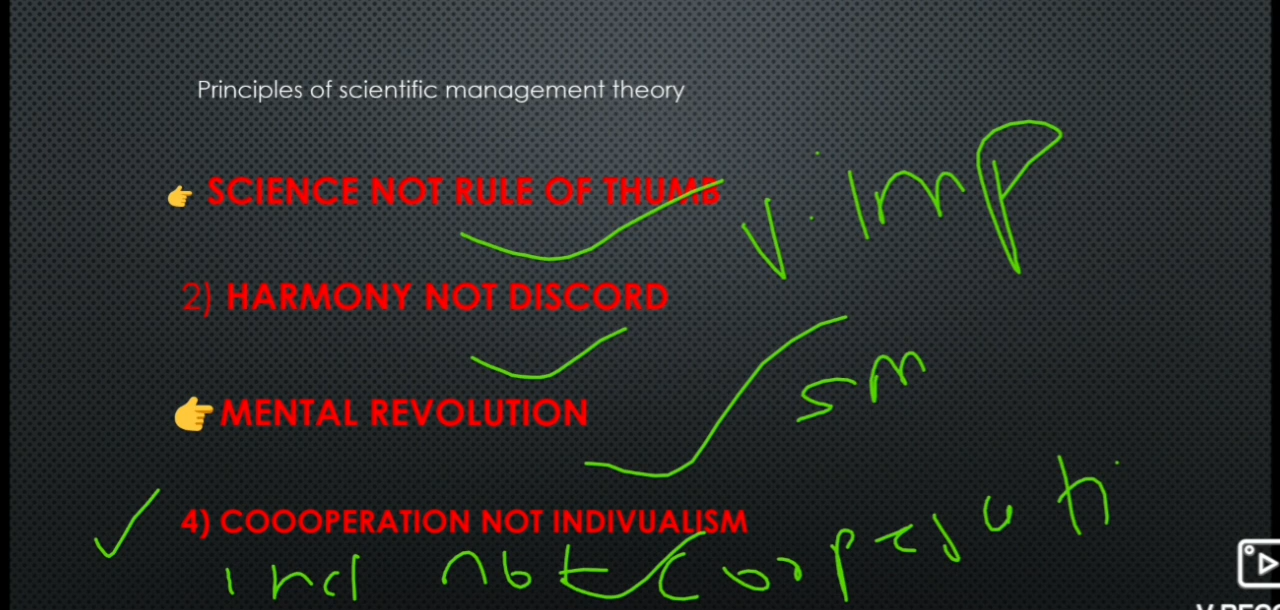 Principles of scientific management theory
👉 SCIENCE NOT RULE OF THUMB
V. imp
2) HARMONY NOT DISCORD
👉MENTAL REVOLUTION
5 m
4) COOOPERATION NOT INDIVUALISM
ind not